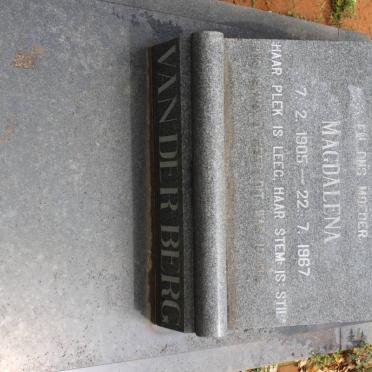 EN ONS MOEDER
MAGDALENA
7. 2. 1905 — 22. 7. 1967
HAAR PLEK IS LEEG, HAAR STEM IS STIL
VAN DER BERG